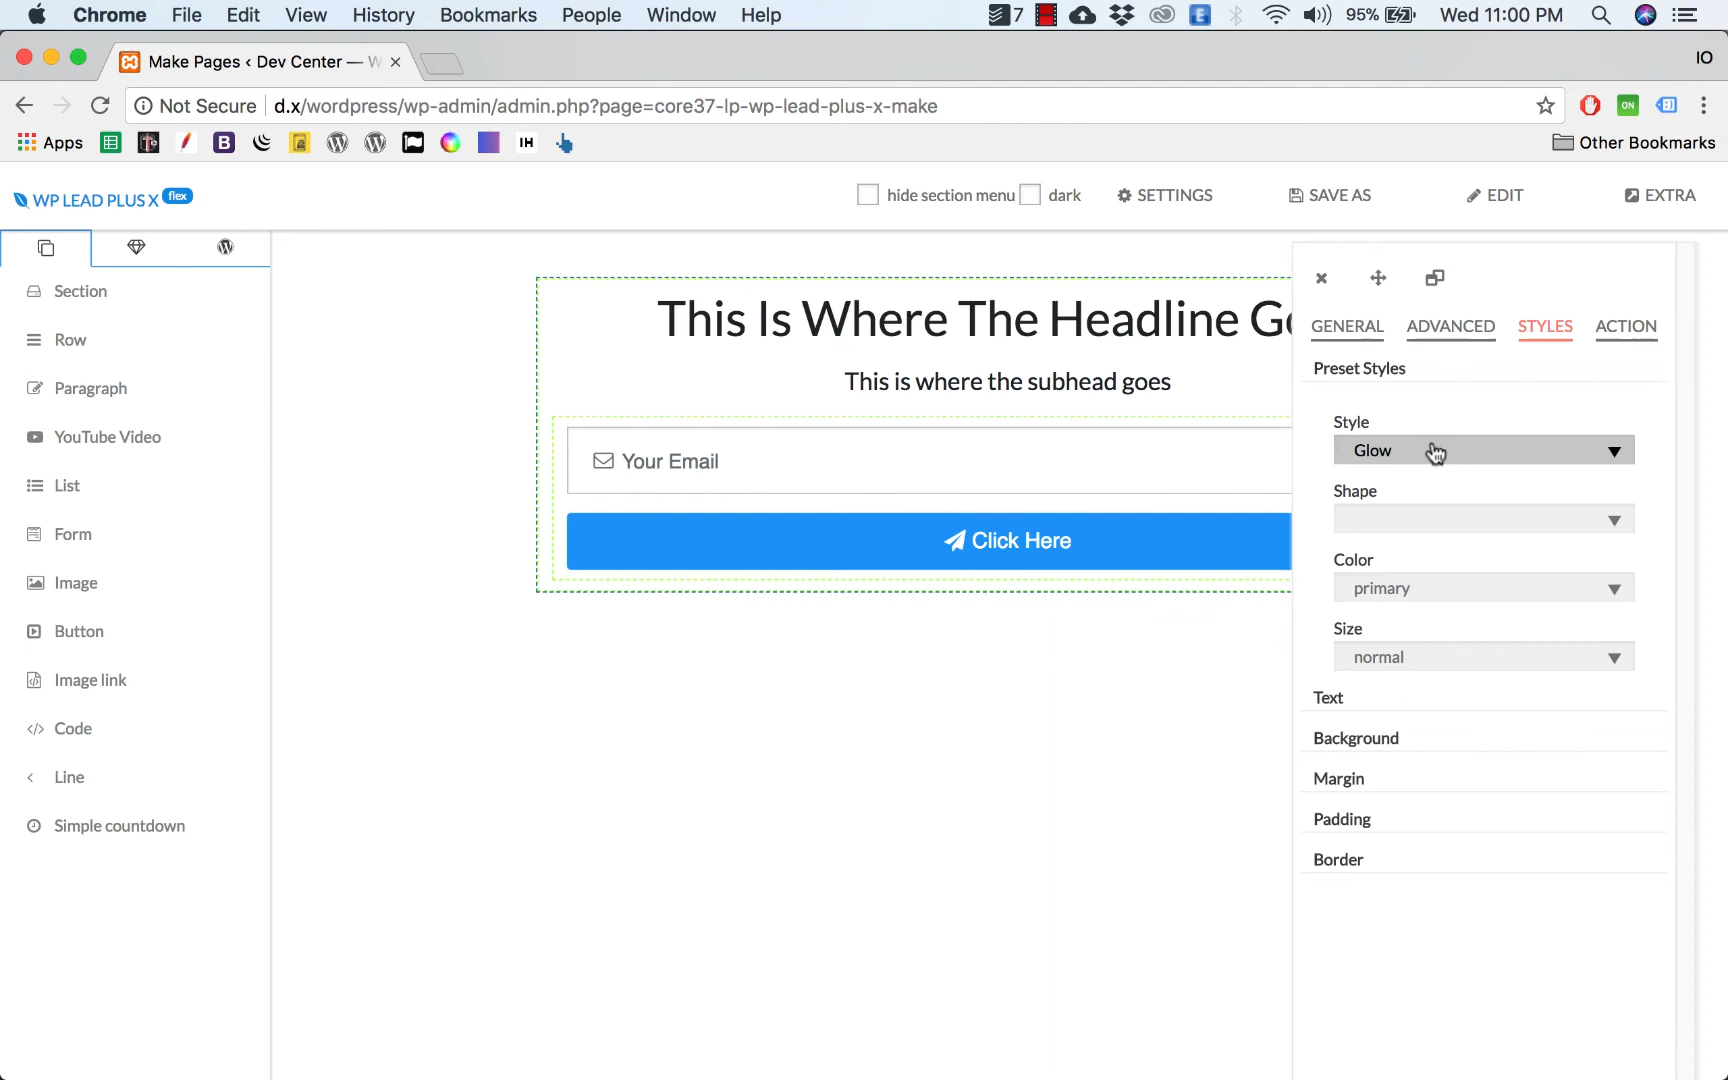 Chrome File Edit View History Bookmarks People Window Help 7 E 95% Wed 11:00 PM
Make Pages ‹ Dev Center — W IO
Not Secure d.x/wordpress/wp-admin/admin.php?page=core37-lp-wp-lead-plus-x-make ON
Apps B IH Other Bookmarks
WP LEAD PLUS X flex hide section menu dark SETTINGS SAVE AS EDIT EXTRA
Section
Row
Paragraph
YouTube Video
List
Form
Image
Button
Image link
Code
Line
Simple countdown
This Is Where The Headline Go
This is where the subhead goes
Your Email
Click Here
GENERAL ADVANCED STYLES ACTION
Preset Styles
Style
Glow
Shape
Color
primary
Size
normal
Text
Background
Margin
Padding
Border